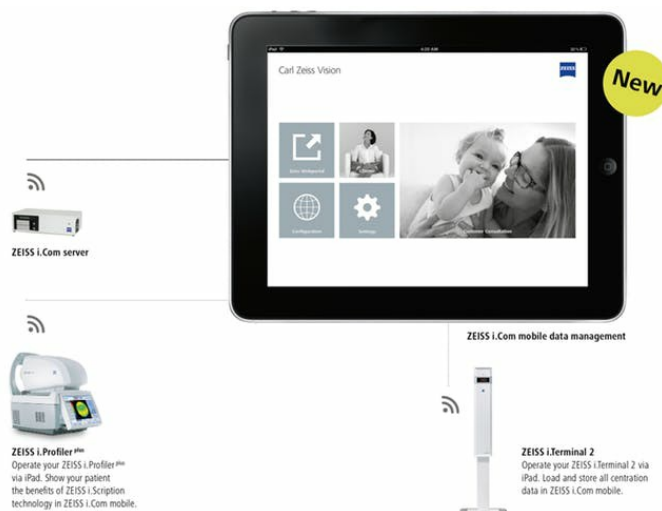 iPad
4:20 AM
Carl Zeiss Vision
ZEISS
New
Configuration
Settings
Customer Consultation
ZEISS i.Com server
ZEISS i.Com mobile data management
ZEISS i.Profiler plus
Operate your ZEISS i.Profiler plus
via iPad. Show your patient
the benefits of ZEISS i.Scription
technology in ZEISS i.Com mobile.
ZEISS i.Terminal 2
Operate your ZEISS i.Terminal 2 via
iPad. Load and store all centration
data in ZEISS i.Com mobile.